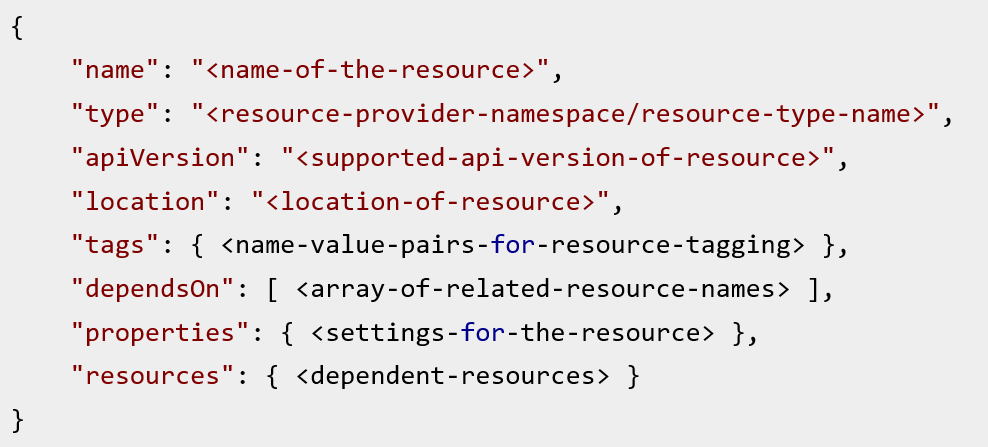 {
    "name": "<name-of-the-resource>",
    "type": "<resource-provider-namespace/resource-type-name>",
    "apiVersion": "<supported-api-version-of-resource>",
    "location": "<location-of-resource>",
    "tags": { <name-value-pairs-for-resource-tagging> },
    "dependsOn": [ <array-of-related-resource-names> ],
    "properties": { <settings-for-the-resource> },
    "resources": { <dependent-resources> }
}